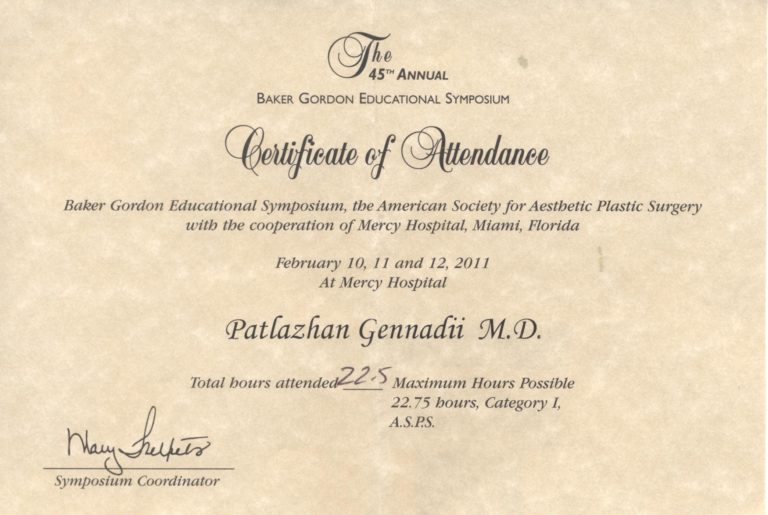 The
45TH ANNUAL
BAKER GORDON EDUCATIONAL SYMPOSIUM
Certificate of Attendance
Baker Gordon Educational Symposium, the American Society for Aesthetic Plastic Surgery
with the cooperation of Mercy Hospital, Miami, Florida
February 10, 11 and 12, 2011
At Mercy Hospital
Patlazhan Gennadii M.D.
Total hours attended 22.5 Maximum Hours Possible
22.75 hours, Category I,
A.S.P.S.
Mary
Symposium Coordinator